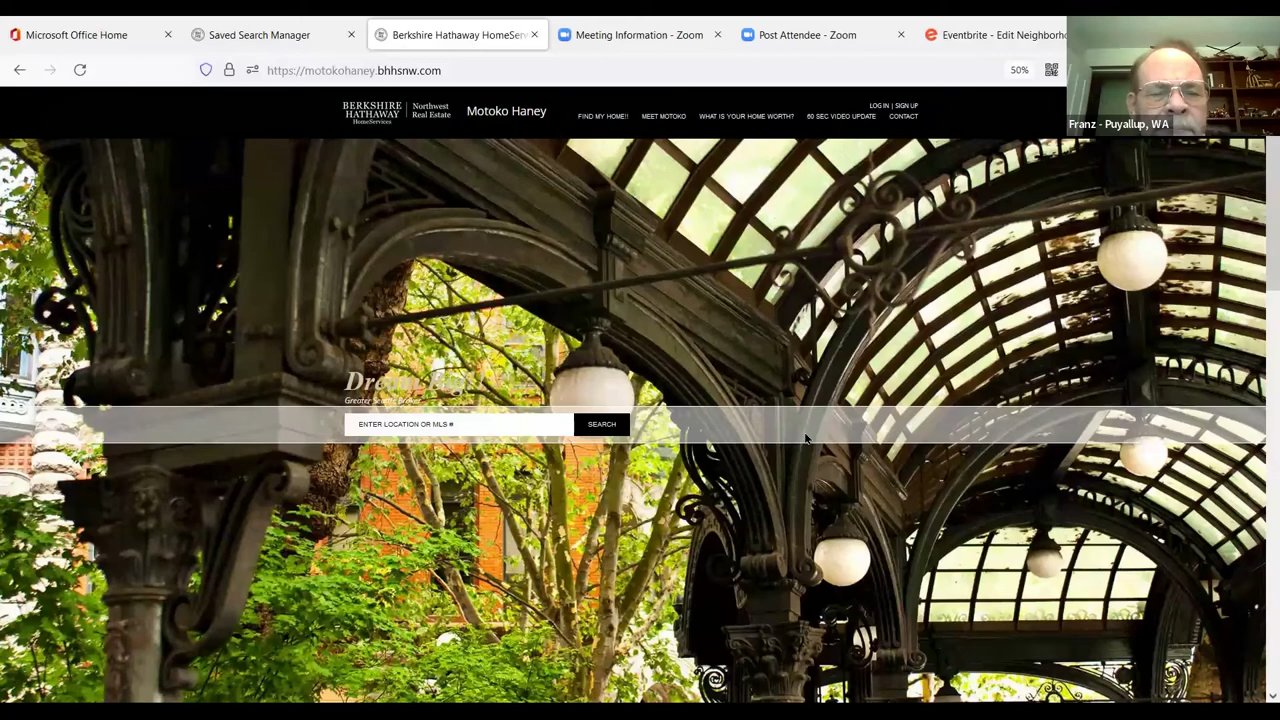 Microsoft Office Home
Saved Search Manager
Berkshire Hathaway HomeServ
Meeting Information - Zoom
Post Attendee - Zoom
Eventbrite - Edit Neighborho
https://motokohaney.bhhsnw.com
50%
Franz - Puyallup, WA
BERKSHIRE HATHAWAY HomeServices
Northwest Real Estate
Motoko Haney
LOG IN | SIGN UP
FIND MY HOME!!
MEET MOTOKO
WHAT IS YOUR HOME WORTH?
60 SEC VIDEO UPDATE
CONTACT
Greater Seattle Broker
ENTER LOCATION OR MLS #
SEARCH